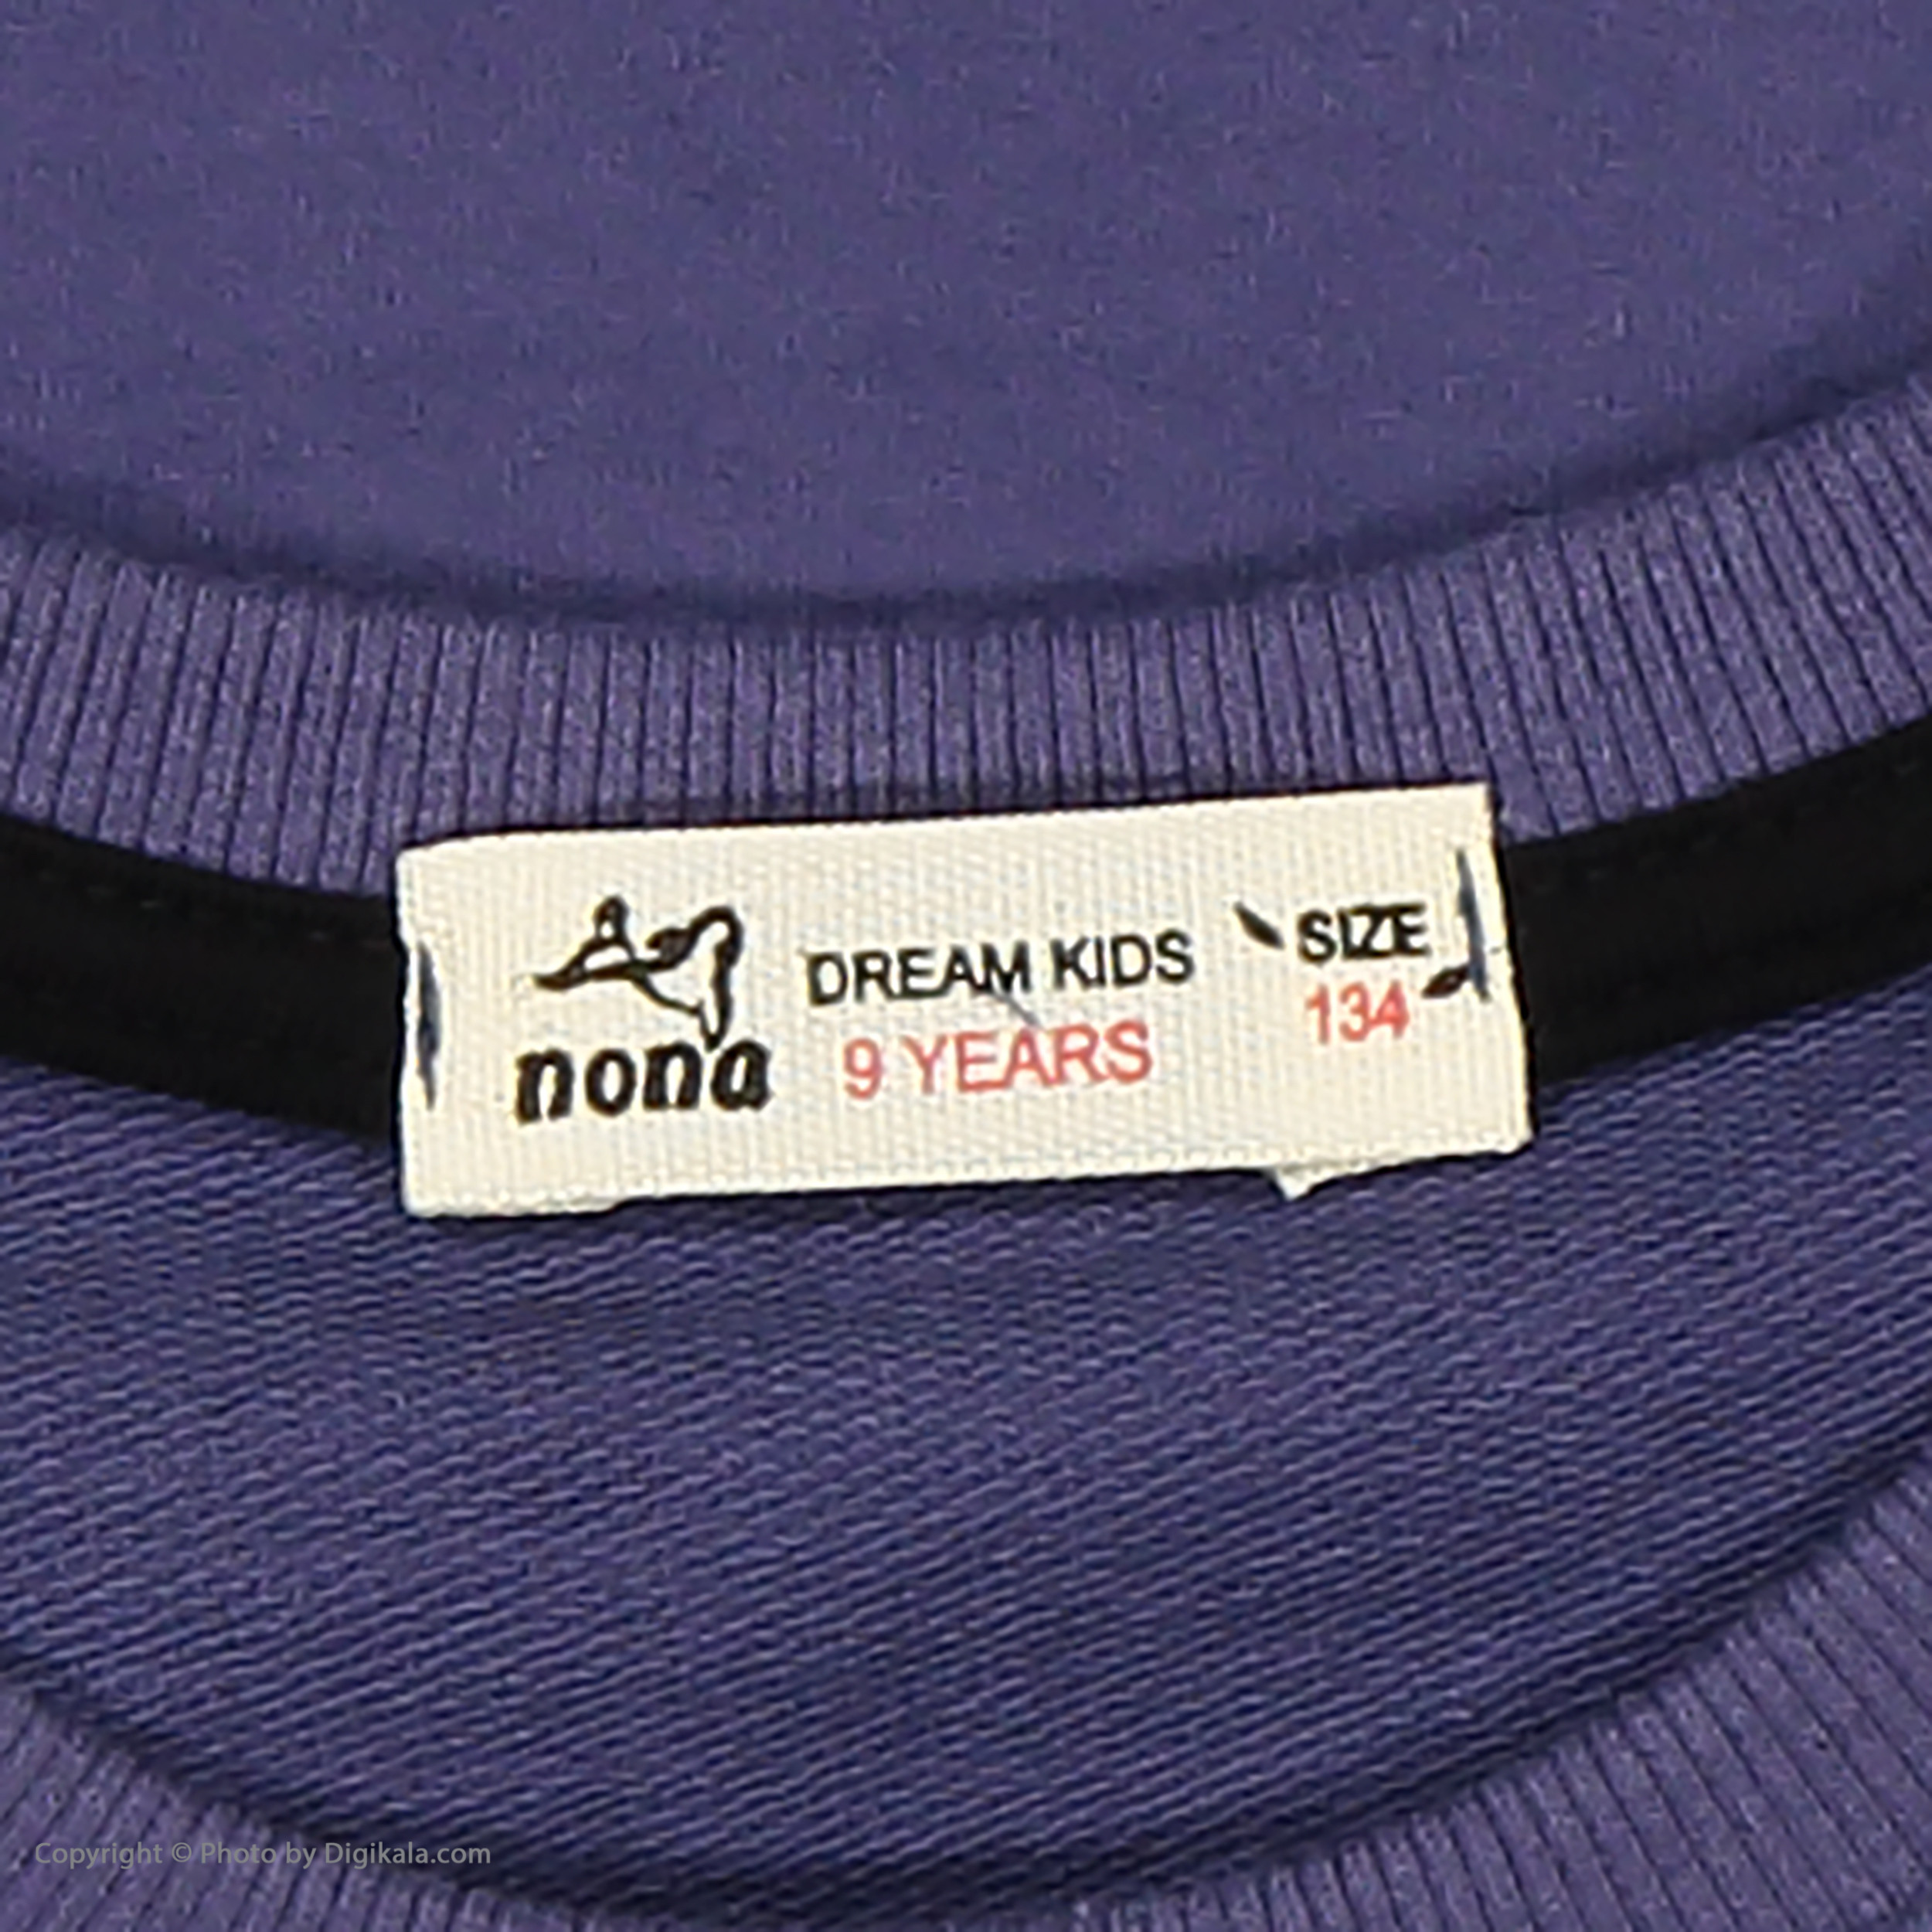 nona
DREAM KIDS
9 YEARS
SIZE
134
Copyright © Photo by Digikala.com